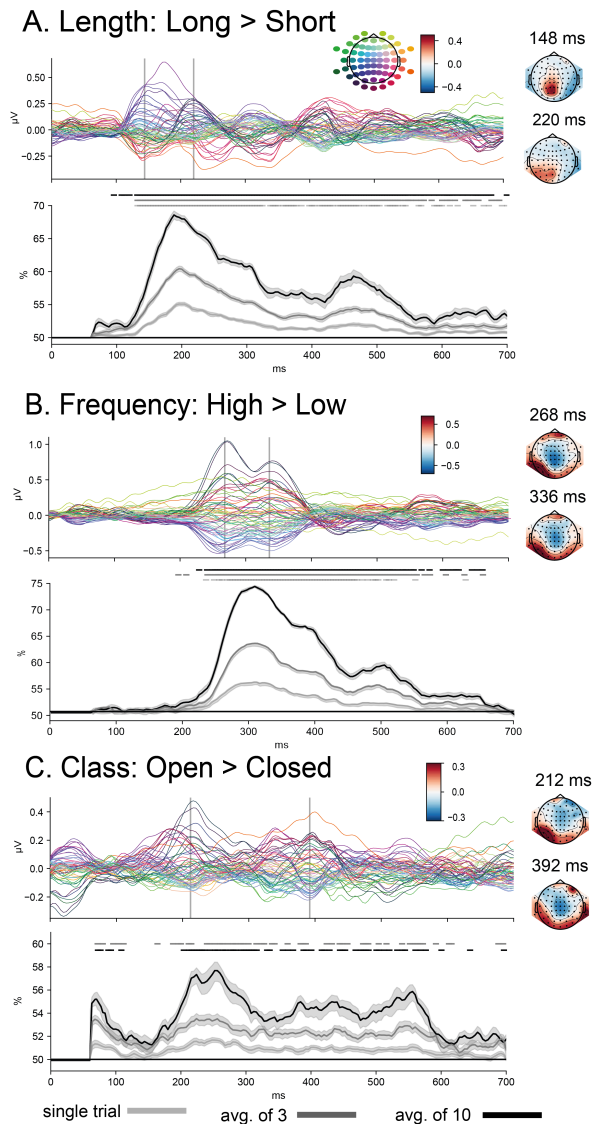 A. Length: Long > Short
0.4
0.0
−0.4
148 ms
220 ms
0.50
0.25
0.00
−0.25
µV
70
65
60
55
50
%
0 100 200 300 400 500 600 700
ms
B. Frequency: High > Low
0.5
0.0
−0.5
268 ms
336 ms
1.0
0.5
0.0
−0.5
µV
75
70
65
60
55
50
%
0 100 200 300 400 500 600 700
ms
C. Class: Open > Closed
0.3
0.0
−0.3
212 ms
392 ms
0.4
0.2
0.0
−0.2
µV
60
58
56
54
52
50
%
0 100 200 300 400 500 600 700
ms
single trial avg. of 3 avg. of 10